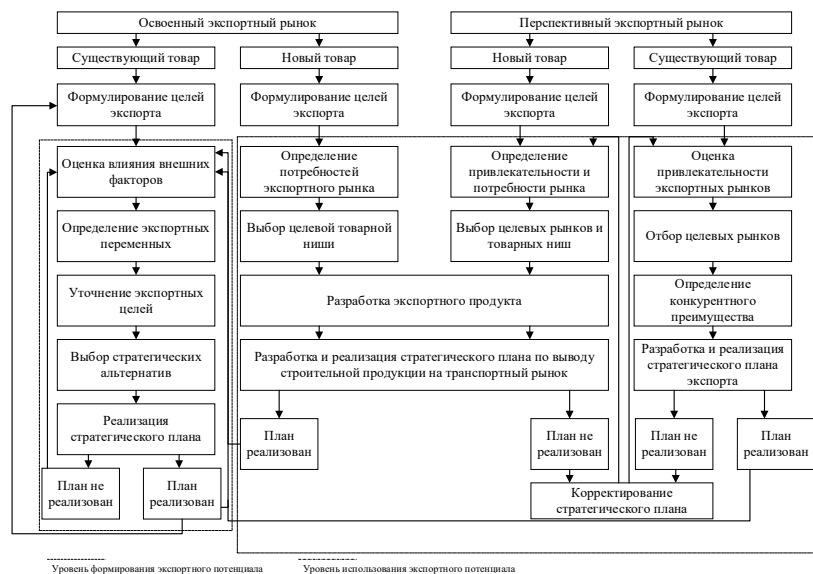 Освоенный экспортный рынок
Перспективный экспортный рынок
Существующий товар
Новый товар
Новый товар
Существующий товар
Формулирование целей
экспорта
Формулирование целей
экспорта
Формулирование целей
экспорта
Формулирование целей
экспорта
Оценка влияния внешних
факторов
Определение
потребностей
экспортного рынка
Определение
привлекательности и
потребности рынка
Оценка
привлекательности
экспортных рынков
Определение экспортных
переменных
Выбор целевой товарной
ниши
Выбор целевых рынков и
товарных ниш
Отбор целевых рынков
Уточнение экспортных
целей
Разработка экспортного продукта
Определение
конкурентного
преимущества
Выбор стратегических
альтернатив
Разработка и реализация стратегического плана по выводу
строительной продукции на транспортный рынок
Разработка и реализация
стратегического плана
экспорта
Реализация
стратегического плана
План
реализован
План не
реализован
План не
реализован
План
реализован
План не
реализован
План
реализован
Корректирование
стратегического плана
Уровень формирования экспортного потенциала
Уровень использования экспортного потенциала